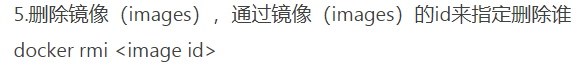 5.删除镜像（images），通过镜像（images）的id来指定删除谁
docker rmi <image id>